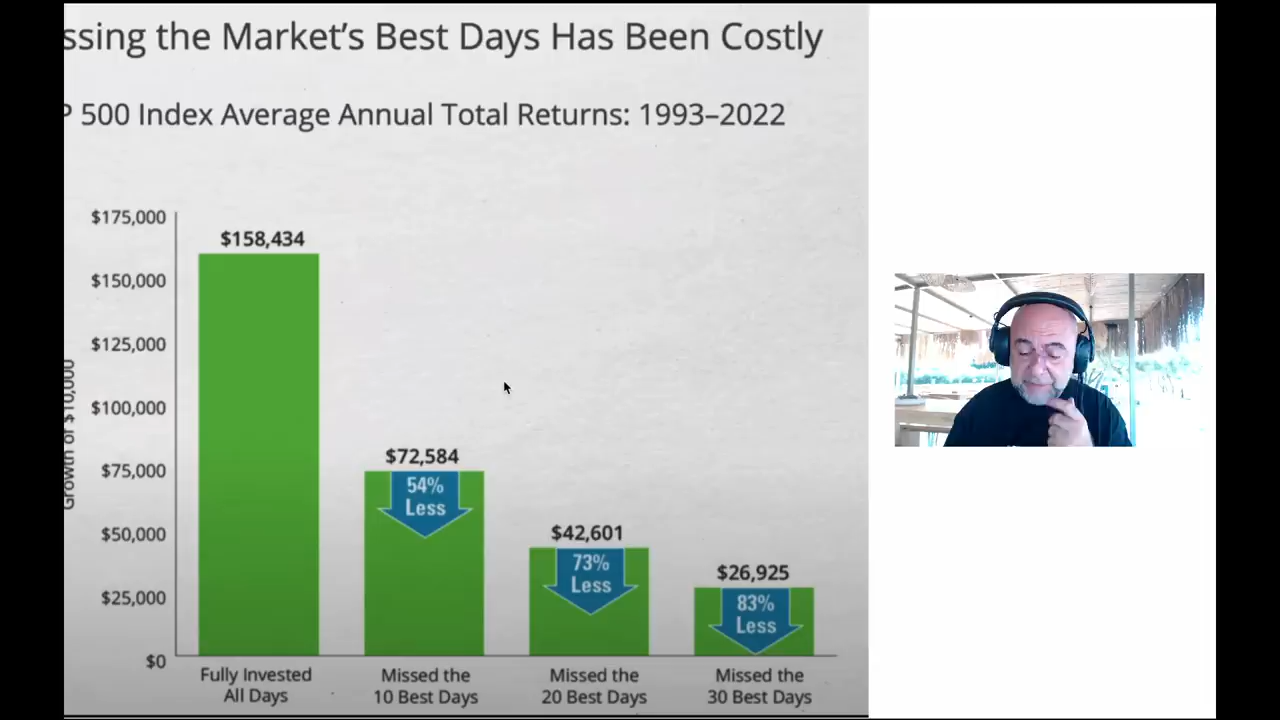 ssing the Market's Best Days Has Been Costly
P 500 Index Average Annual Total Returns: 1993–2022
Growth of $10,000
$175,000
$150,000
$125,000
$100,000
$75,000
$50,000
$25,000
$0
$158,434
$72,584
54%
Less
$42,601
73%
Less
$26,925
83%
Less
Fully Invested
All Days
Missed the
10 Best Days
Missed the
20 Best Days
Missed the
30 Best Days